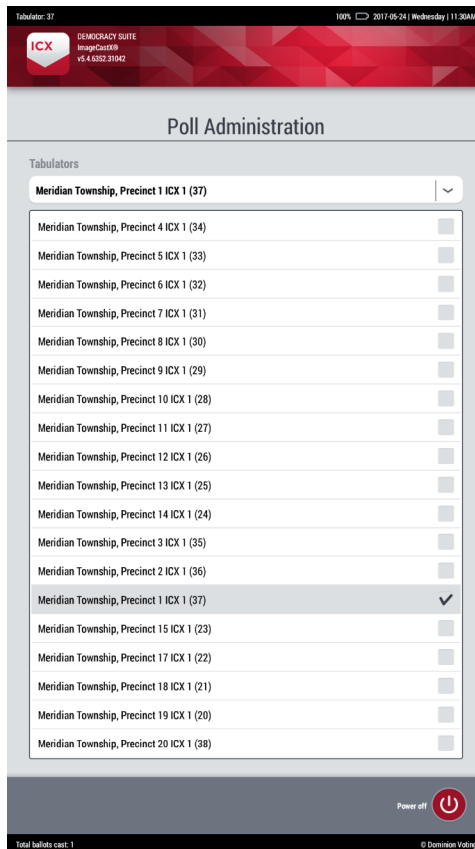 Tabulator: 37
100% 2017-05-24 | Wednesday | 11:30AM
ICX
DEMOCRACY SUITE
ImageCastX®
v5.4.6352.31042
Poll Administration
Tabulators
Meridian Township, Precinct 1 ICX 1 (37)
Meridian Township, Precinct 4 ICX 1 (34)
Meridian Township, Precinct 5 ICX 1 (33)
Meridian Township, Precinct 6 ICX 1 (32)
Meridian Township, Precinct 7 ICX 1 (31)
Meridian Township, Precinct 8 ICX 1 (30)
Meridian Township, Precinct 9 ICX 1 (29)
Meridian Township, Precinct 10 ICX 1 (28)
Meridian Township, Precinct 11 ICX 1 (27)
Meridian Township, Precinct 12 ICX 1 (26)
Meridian Township, Precinct 13 ICX 1 (25)
Meridian Township, Precinct 14 ICX 1 (24)
Meridian Township, Precinct 3 ICX 1 (35)
Meridian Township, Precinct 2 ICX 1 (36)
Meridian Township, Precinct 1 ICX 1 (37)
Meridian Township, Precinct 15 ICX 1 (23)
Meridian Township, Precinct 17 ICX 1 (22)
Meridian Township, Precinct 18 ICX 1 (21)
Meridian Township, Precinct 19 ICX 1 (20)
Meridian Township, Precinct 20 ICX 1 (38)
Power off
Total ballots cast: 1
© Dominion Voting